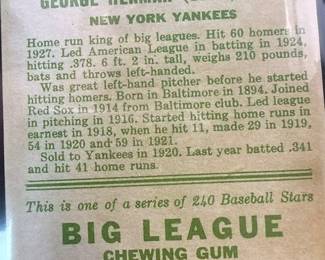 GEORGE HERMAN
NEW YORK YANKEES
Home run king of big leagues. Hit 60 homers in
1927. Led American League in batting in 1924,
hitting .378. 6 ft. 2 in. tall, weighs 210 pounds,
bats and throws left-handed.
Was great left-hand pitcher before he started
hitting homers. Born in Baltimore in 1894. Joined
Red Sox in 1914 from Baltimore club. Led league
in pitching in 1916. Started hitting home runs in
earnest in 1918, when he hit 11, made 29 in 1919,
54 in 1920 and 59 in 1921.
Sold to Yankees in 1920. Last year batted .341
and hit 41 home runs.
This is one of a series of 240 Baseball Stars
BIG LEAGUE
CHEWING GUM